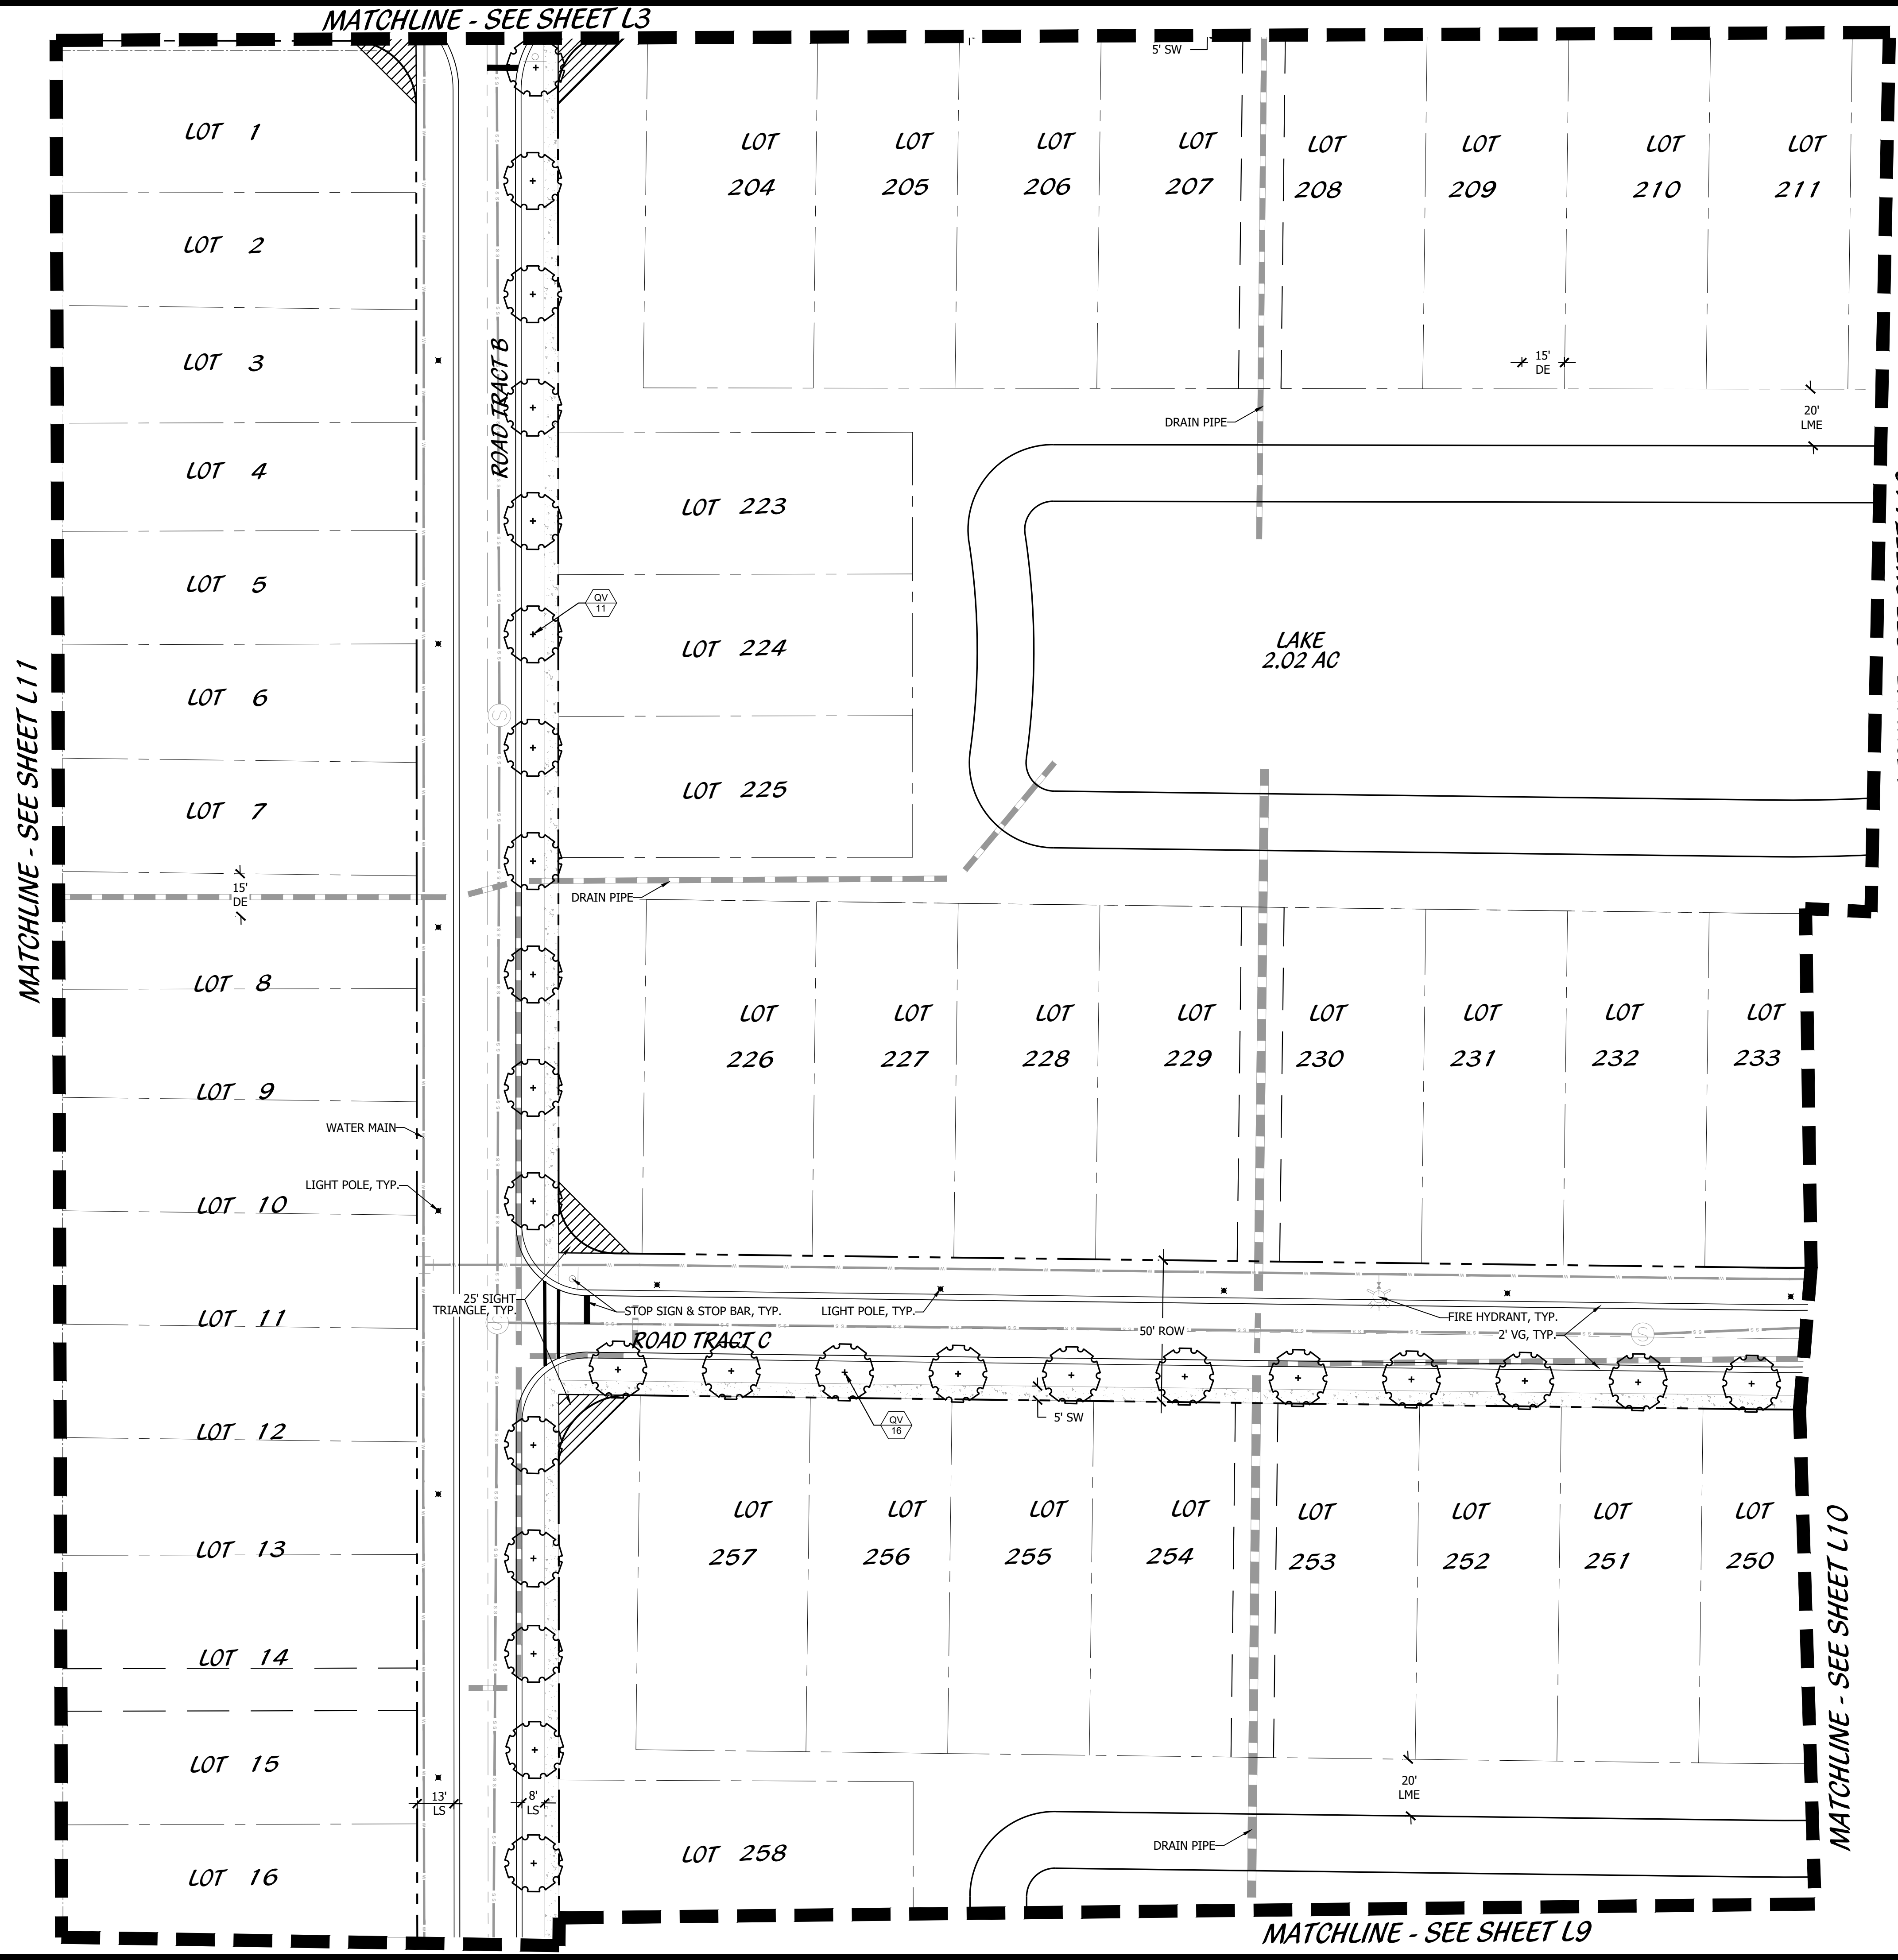 MATCHLINE - SEE SHEET L3
5' SW
LOT 1
LOT 2
LOT 3
LOT 4
LOT 5
LOT 6
LOT 7
15'
DE
LOT 8
LOT 9
LOT 10
LOT 11
LOT 12
LOT 13
LOT 14
LOT 15
LOT 16
MATCHLINE - SEE SHEET L11
ROAD TRACT B
LOT
204
LOT
205
LOT
206
LOT
207
LOT
208
LOT
209
LOT
210
LOT
211
15'
DE
20'
LME
DRAIN PIPE
LOT 223
QV
11
LOT 224
LAKE
2.02 AC
LOT 225
DRAIN PIPE
LOT
226
LOT
227
LOT
228
LOT
229
LOT
230
LOT
231
LOT
232
LOT
233
WATER MAIN
LIGHT POLE, TYP.
25' SIGHT
TRIANGLE, TYP.
STOP SIGN & STOP BAR, TYP.
LIGHT POLE, TYP.
FIRE HYDRANT, TYP.
2' VG, TYP.
50' ROW
ROAD TRACT C
5' SW
QV
16
LOT
257
LOT
256
LOT
255
LOT
254
LOT
253
LOT
252
LOT
251
LOT
250
13'
LS
8'
LS
20'
LME
LOT 258
DRAIN PIPE
MATCHLINE - SEE SHEET L10
MATCHLINE - SEE SHEET L9